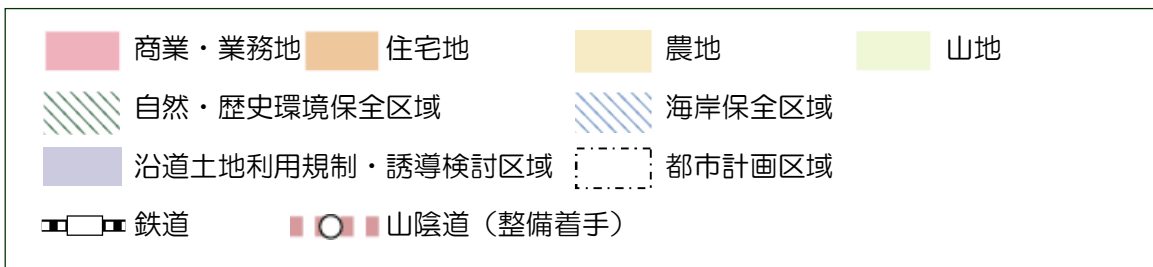 商業・業務地 住宅地 農地 山地
自然・歴史環境保全区域 海岸保全区域
沿道土地利用規制・誘導検討区域 都市計画区域
鉄道 山陰道（整備着手）